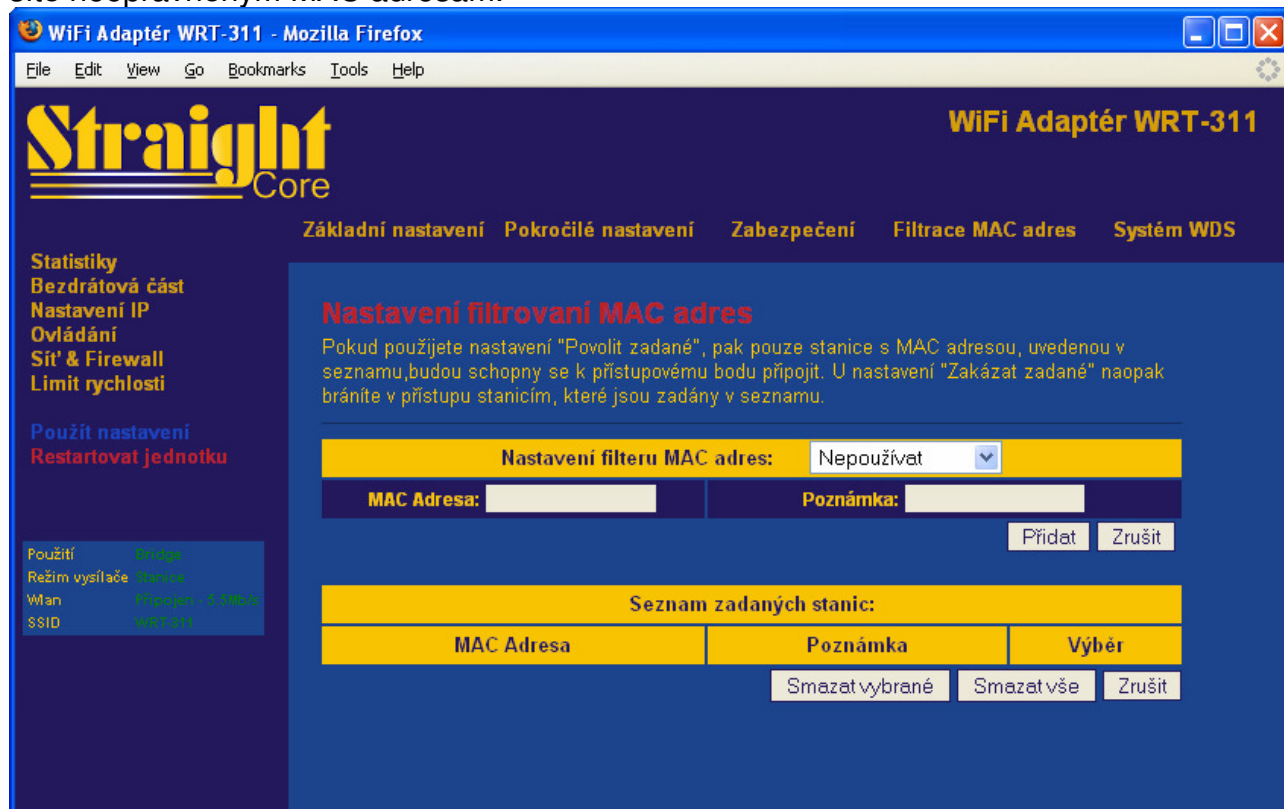 WiFi Adaptér WRT-311 - Mozilla Firefox
File Edit View Go Bookmarks Tools Help
Straight
Core
WiFi Adaptér WRT-311
Základní nastavení Pokročilé nastavení Zabezpečení Filtrace MAC adres Systém WDS
Statistiky
Bezdrátová část
Nastavení IP
Ovládání
Síť & Firewall
Limit rychlosti
Použít nastavení
Restartovat jednotku
Použití Bridge
Režim vysílače Stanice
Wlan Připojen - 5.5Mb/s
SSID WRT-311
Nastavení filtrovaní MAC adres
Pokud použijete nastavení "Povolit zadané", pak pouze stanice s MAC adresou, uvedenou v
seznamu,budou schopny se k přístupovému bodu připojit. U nastavení "Zakázat zadané" naopak
bráníte v přístupu stanicím, které jsou zadány v seznamu.
Nastavení filteru MAC adres: Nepoužívat
MAC Adresa: Poznámka:
Přidat Zrušit
Seznam zadaných stanic:
MAC Adresa Poznámka Výběr
Smazat vybrané Smazat vše Zrušit